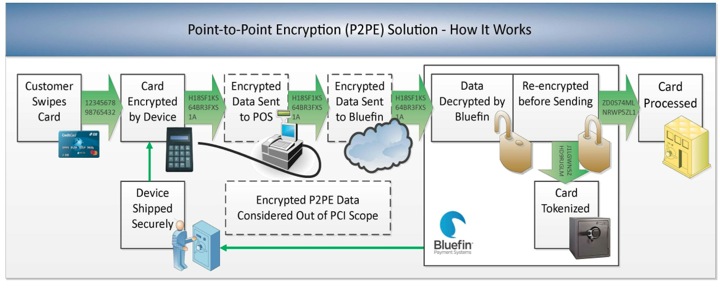 Point-to-Point Encryption (P2PE) Solution - How It Works
Customer
Swipes
Card
12345678
98765432
Card
Encrypted
by Device
H185F1K5
64BR3FX5
1A
Encrypted
Data Sent
to POS
H185F1K5
64BR3FX5
1A
Encrypted
Data Sent
to Bluefin
H185F1K5
64BR3FX5
1A
Data
Decrypted by
Bluefin
Re-encrypted
before Sending
ZD0S74ML
NRWP5ZL1
Card
Processed
Device
Shipped
Securely
Encrypted P2PE Data
Considered Out of PCI Scope
Bluefin
Payment Systems
Card
Tokenized